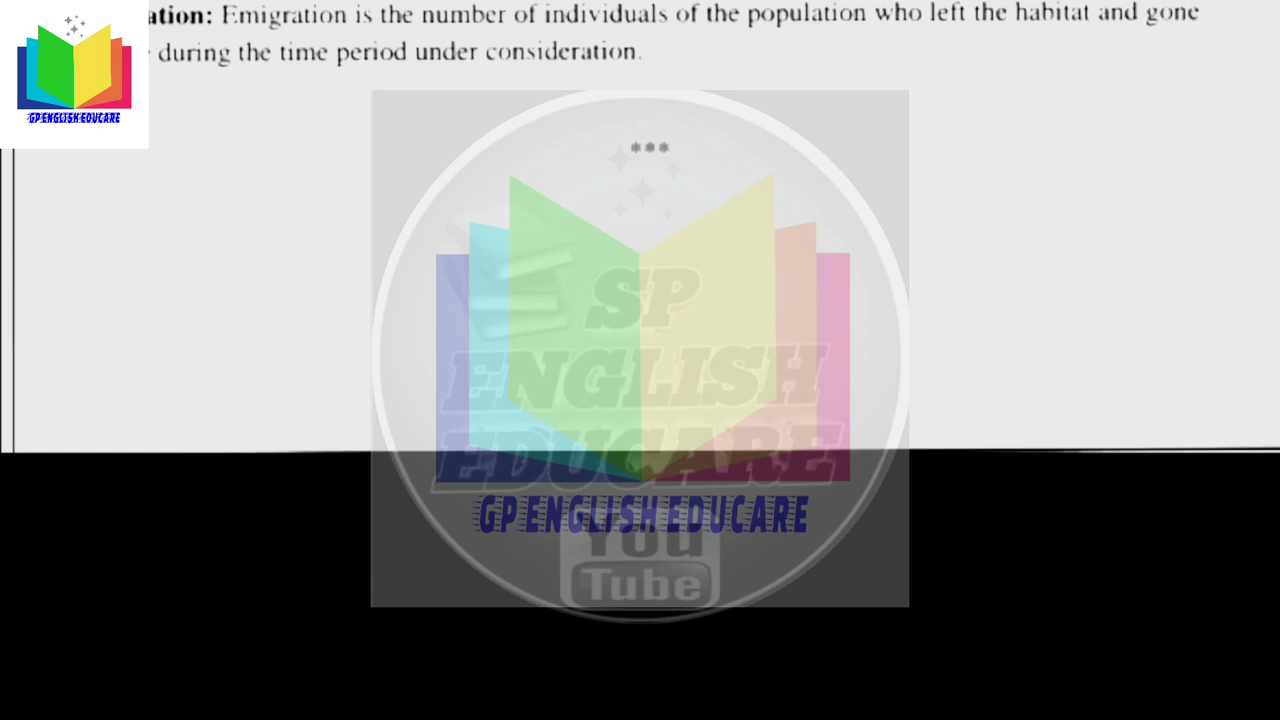 ation: Emigration is the number of individuals of the population who left the habitat and gone
during the time period under consideration.
GP ENGLISH EDUCARE
***
SP
ENGLISH
EDUCARE
GP ENGLISH EDUCARE
You
Tube